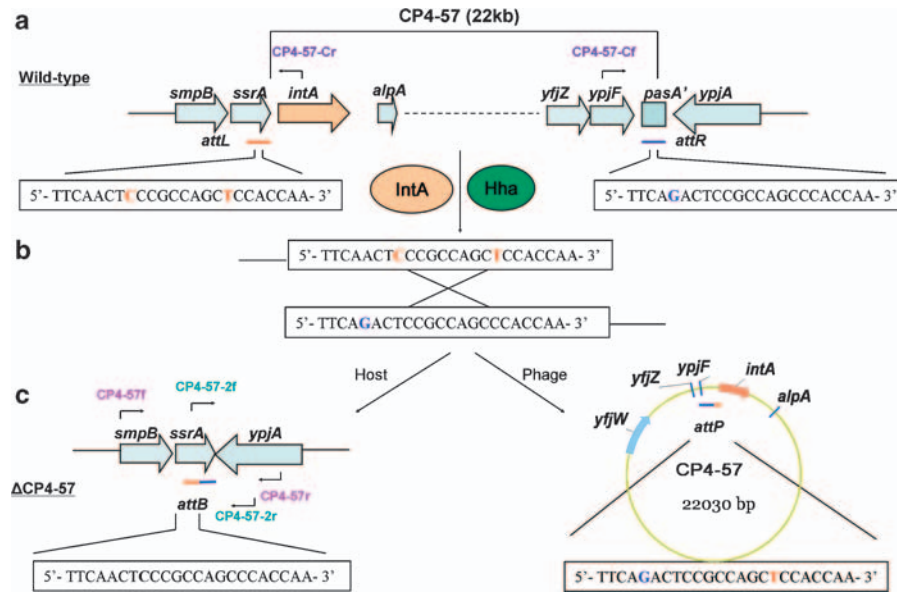 CP4-57 (22kb)
a
CP4-57-Cr
CP4-57-Cf
Wild-type
smpB ssrA intA alpA yfjZ ypjF pasA' ypjA
attL
attR
5'- TTCAACTCCCGCCAGCTCCACCAA- 3'
IntA
Hha
5'- TTCAGACTCCGCCAGCCCACCAA- 3'
b
5'- TTCAACTCCCGCCAGCTCCACCAA- 3'
5'- TTCAGACTCCGCCAGCCCACCAA- 3'
Host
Phage
c
CP4-57f
CP4-57-2f
smpB ssrA ypjA
ΔCP4-57
CP4-57r
attB
CP4-57-2r
5'- TTCAACTCCCGCCAGCCCACCAA- 3'
yfjZ
ypjF
intA
alpA
yfjW
attP
CP4-57
22030 bp
5'- TTCAGACTCCGCCAGCTCCACCAA- 3'